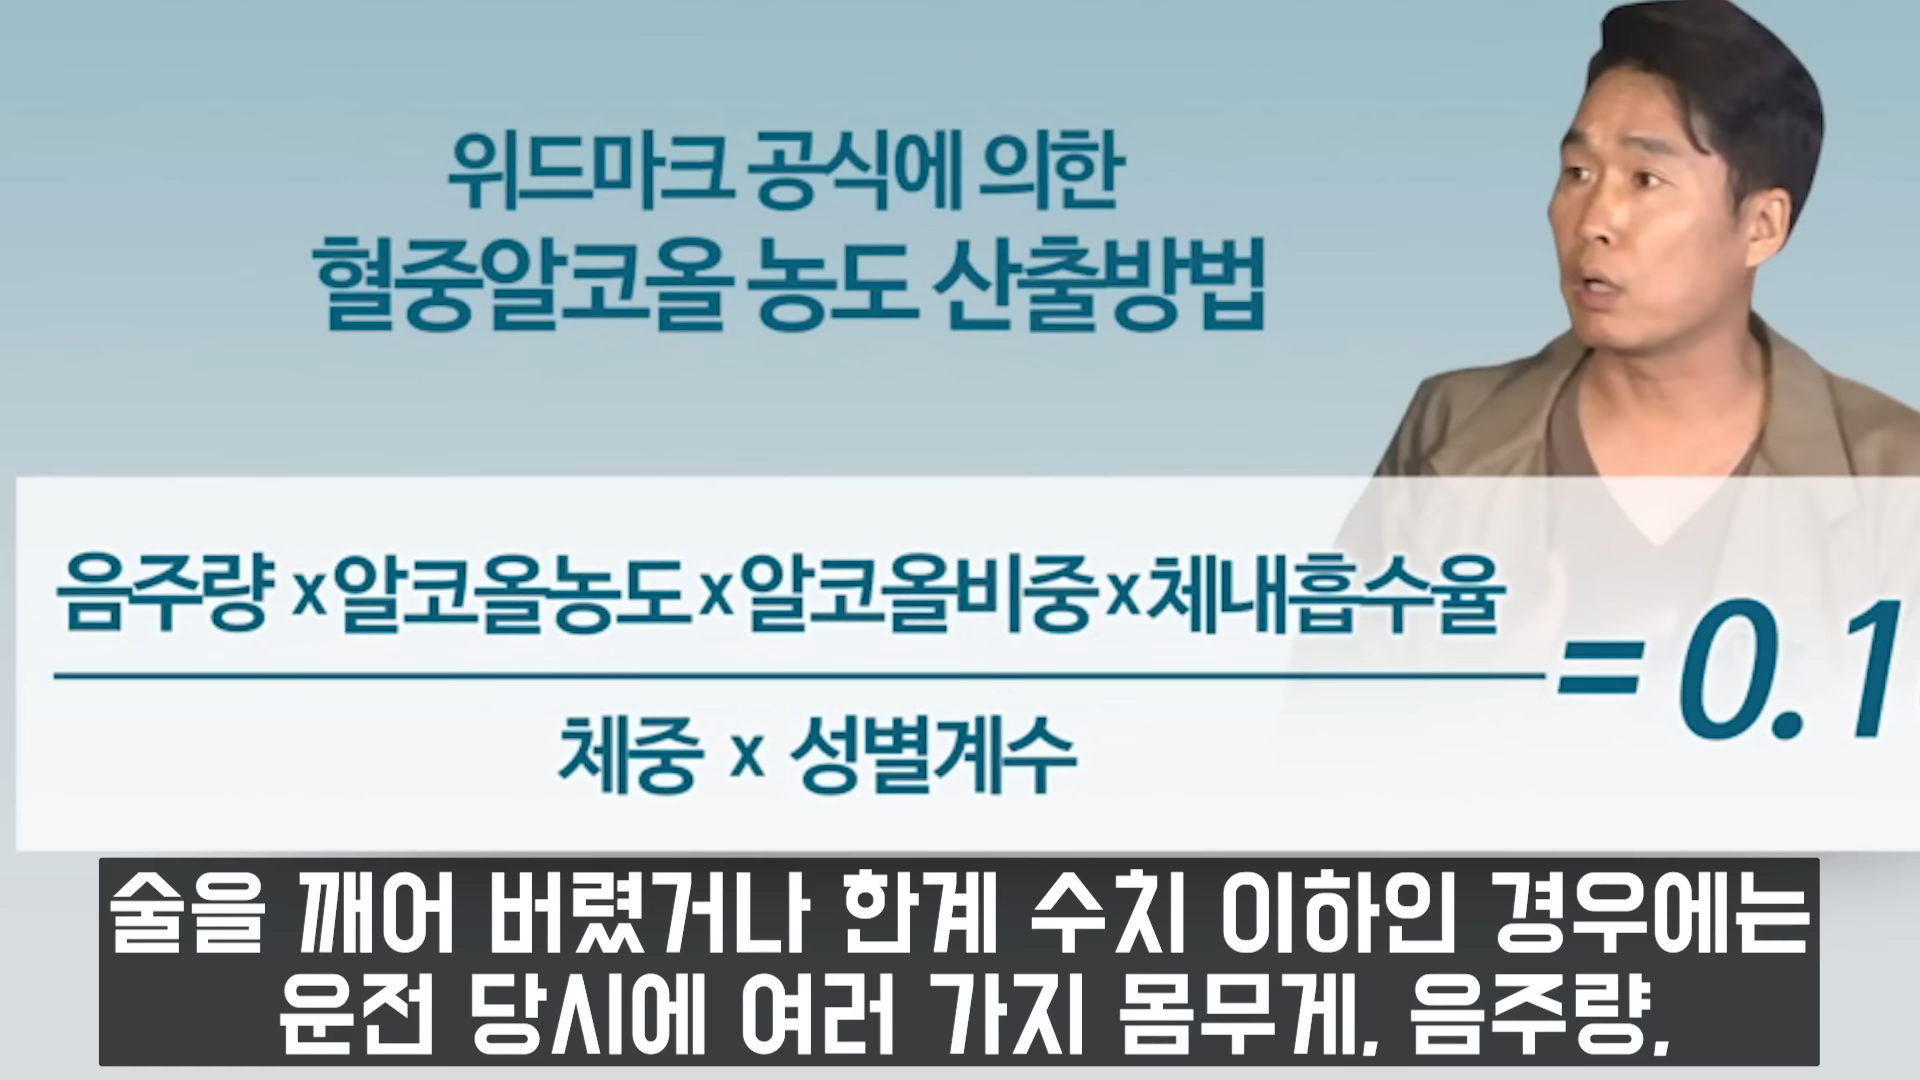 위드마크 공식에 의한
혈중알코올 농도 산출방법
음주량 x 알코올농도 x 알코올비중 x 체내흡수율
체중 x 성별계수
= 0.1
술을 깨어 버렸거나 한계 수치 이하인 경우에는
운전 당시에 여러 가지 몸무게, 음주량,